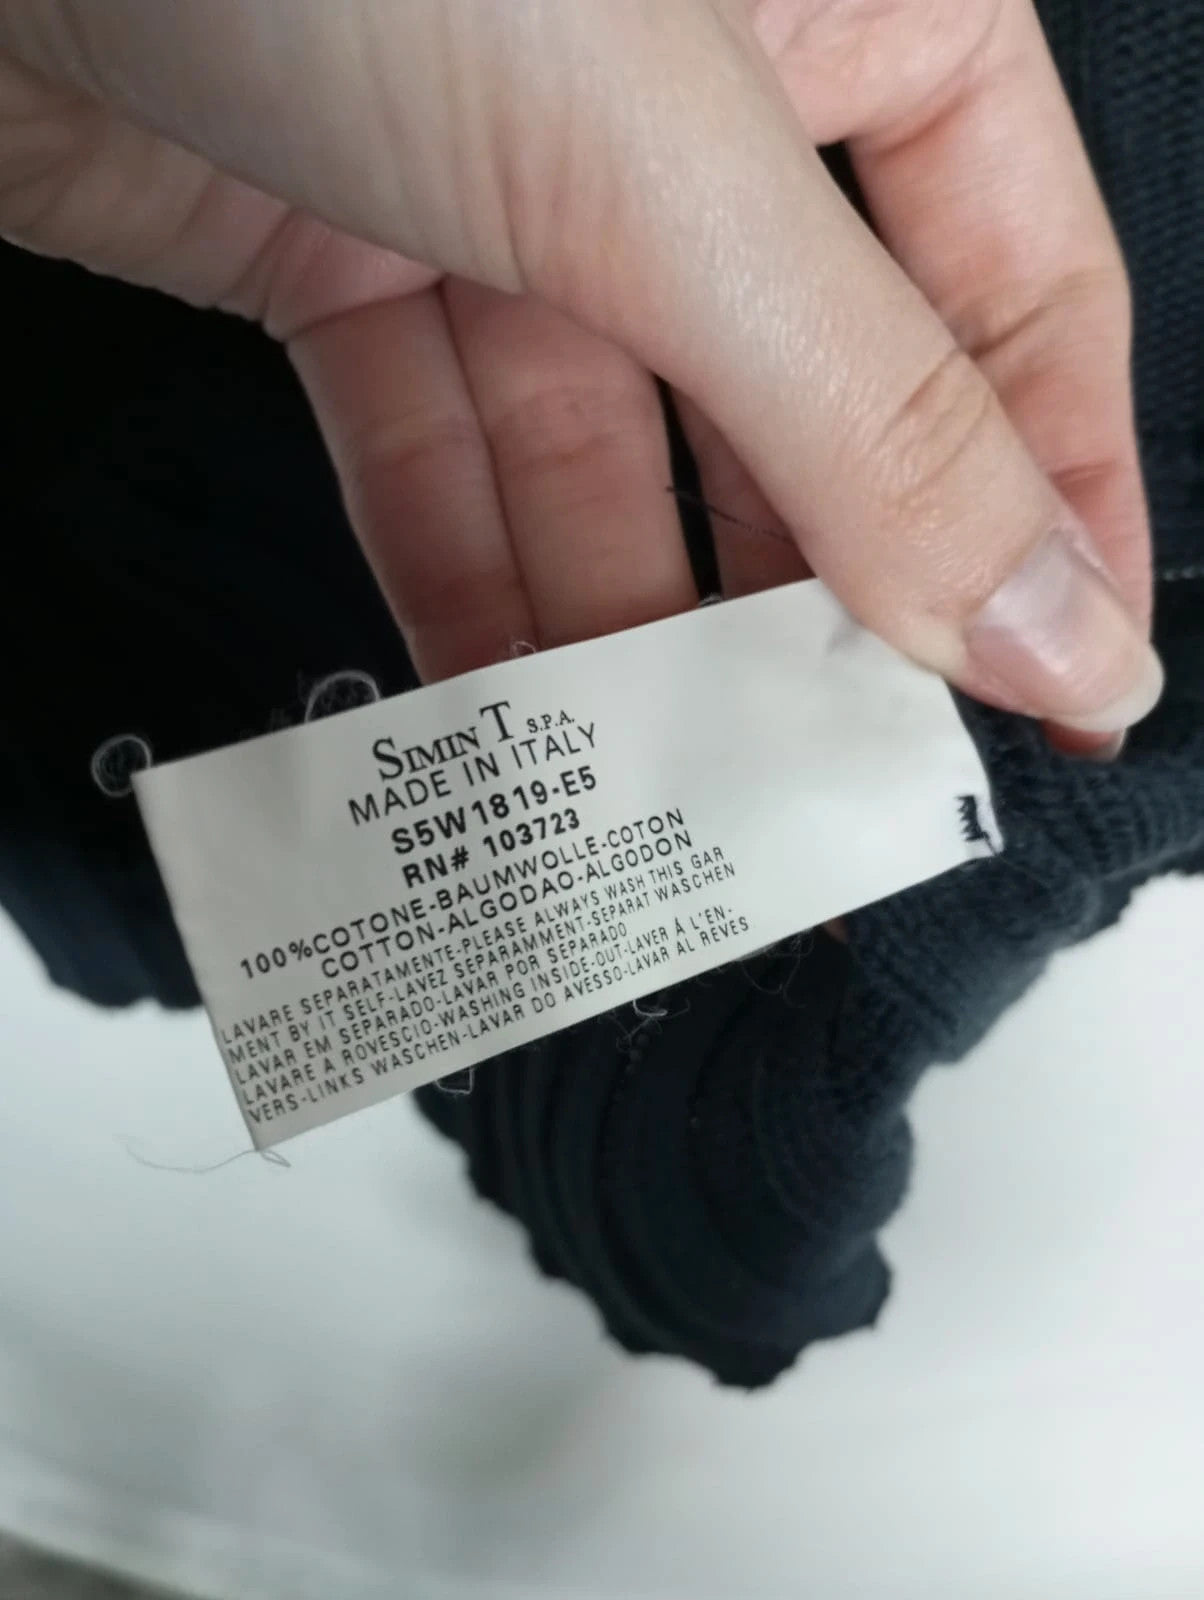 SIMINT S.P.A.
MADE IN ITALY
S5W1819-E5
RN# 103723
100%COTONE-BAUMWOLLE-COTON
COTTON-ALGODAO-ALGODON
LAVARE SEPARATAMENTE-PLEASE ALWAYS WASH THIS GAR
MENT BY IT SELF-LAVEZ SEPARAMMENT-SEPARAT WASCHEN
LAVAR EM SEPARADO-LAVAR POR SEPARADO
LAVARE A ROVESCIO-WASHING INSIDE-OUT-LAVER Á L'EN-
VERS-LINKS WASCHEN-LAVAR DO AVESSO-LAVAR AL REVES